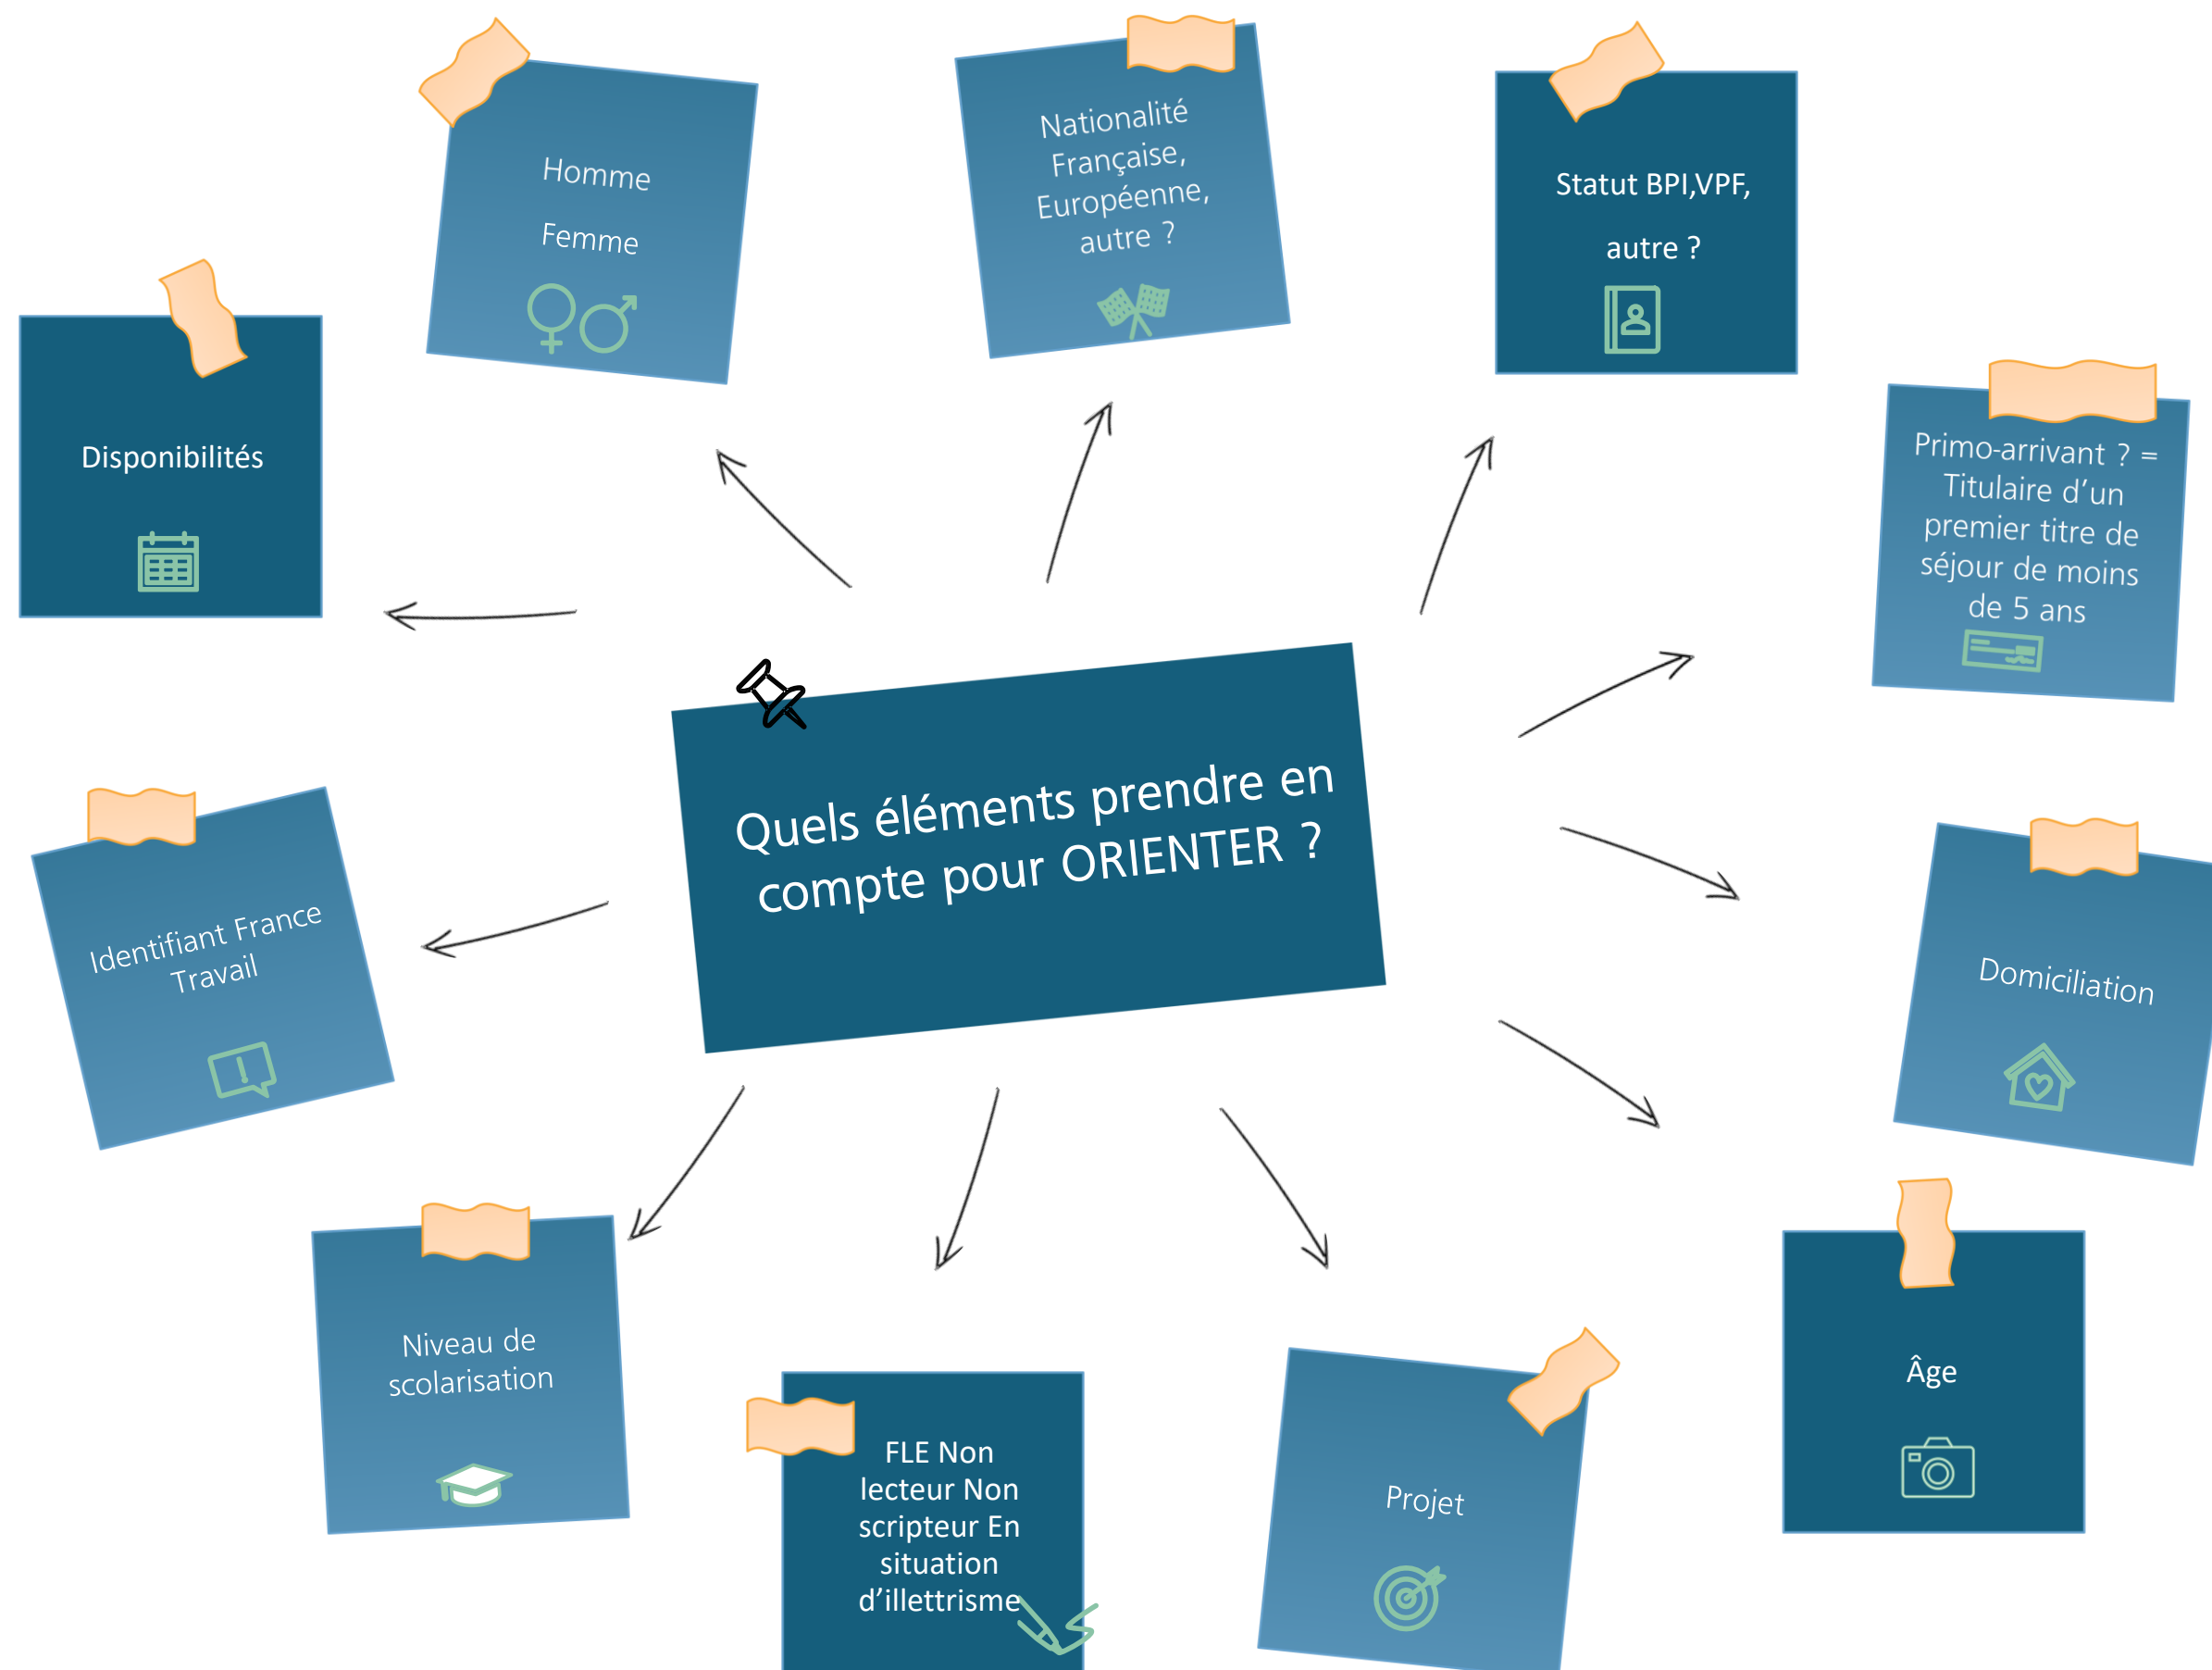 Homme
Femme
Nationalité
Française,
Européenne,
autre ?
Statut BPI,VPF,
autre ?
Disponibilités
Primo-arrivant ? =
Titulaire d’un
premier titre de
séjour de moins
de 5 ans
Quels éléments prendre en
compte pour ORIENTER ?
Identifiant France
Travail
Domiciliation
Niveau de
scolarisation
FLE Non
lecteur Non
scripteur En
situation
d’illettrisme
Projet
Âge